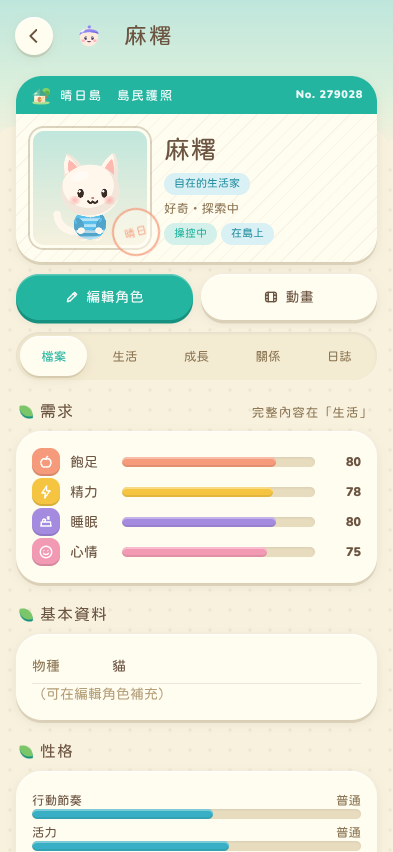 麻糬
晴日島 島民護照
No. 279028
麻糬
自在的生活家
好奇・探索中
操控中
在島上
晴日
編輯角色
動畫
檔案
生活
成長
關係
日誌
需求
完整內容在「生活」
飽足
80
精力
78
睡眠
80
心情
75
基本資料
物種
貓
（可在編輯角色補充）
性格
行動節奏
普通
活力
普通